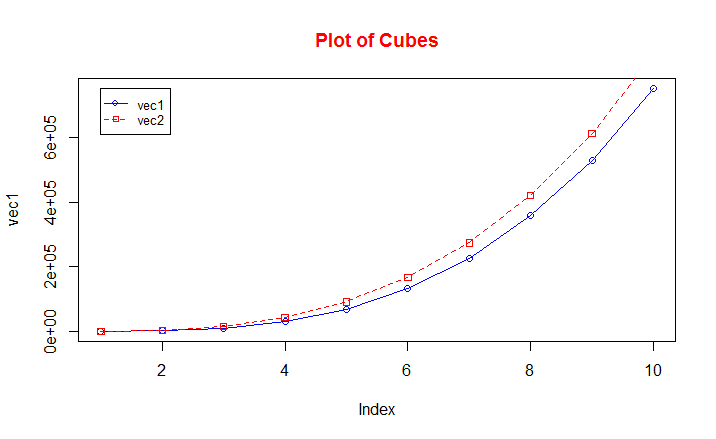 Plot of Cubes
vec1
vec2
vec1
6e+05
4e+05
2e+05
0e+00
2 4 6 8 10
Index